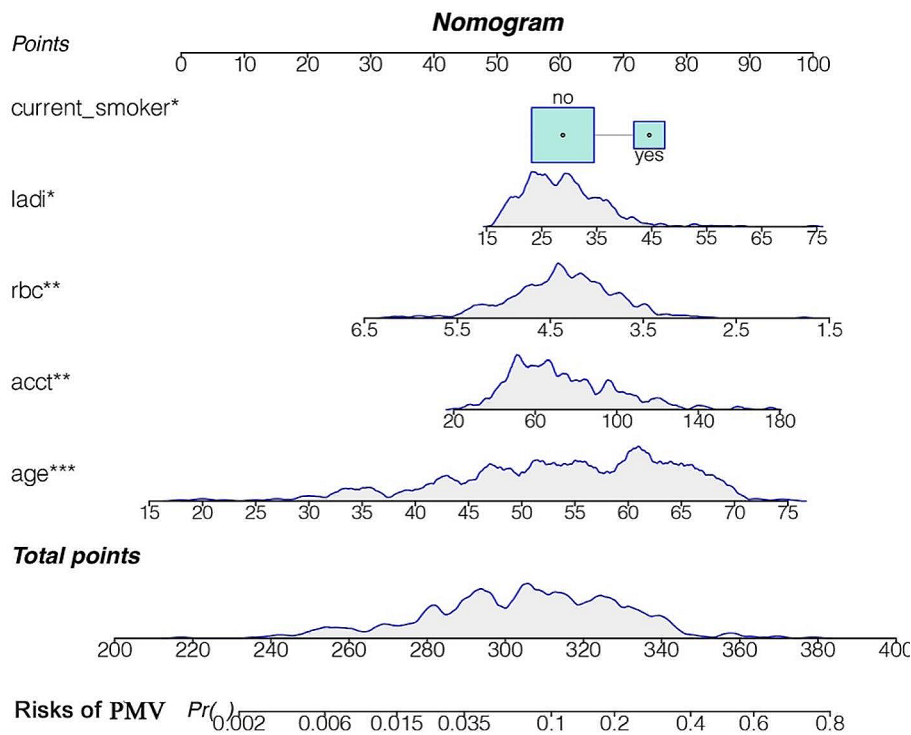 Nomogram
Points
0 10 20 30 40 50 60 70 80 90 100
current_smoker*
no
yes
ladi*
15 25 35 45 55 65 75
rbc**
6.5 5.5 4.5 3.5 2.5 1.5
acct**
20 60 100 140 180
age***
15 20 25 30 35 40 45 50 55 60 65 70 75
Total points
200 220 240 260 280 300 320 340 360 380 400
Risks of PMV Pr( )
0.002 0.006 0.015 0.035 0.1 0.2 0.4 0.6 0.8